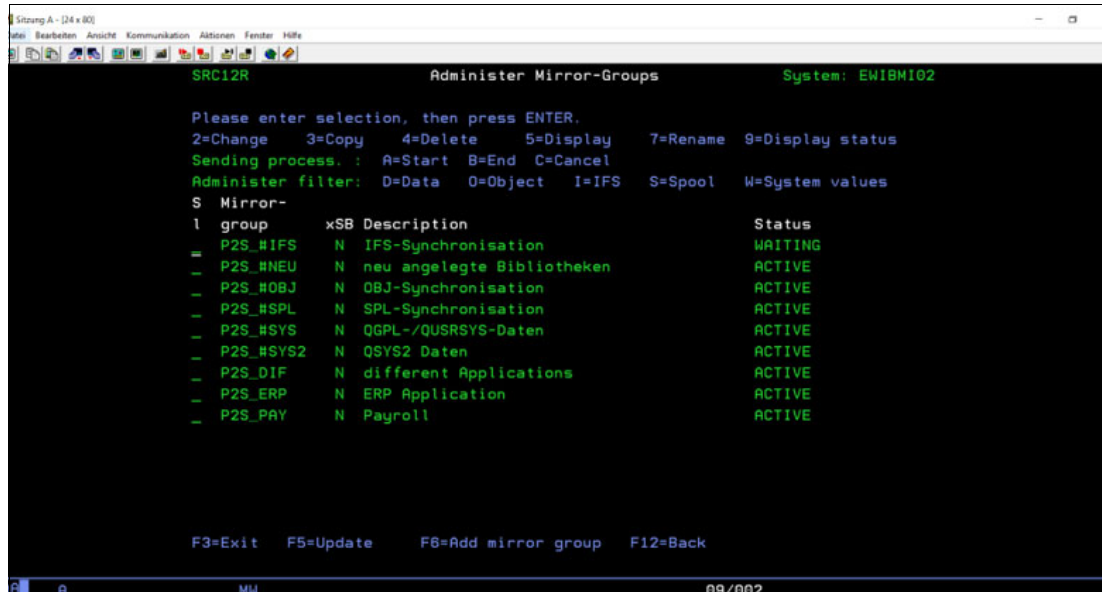 Sitzung A - [24 x 80]
Datei Bearbeiten Ansicht Kommunikation Aktionen Fenster Hilfe
SRC12R Administer Mirror-Groups System: EWIBMI02
Please enter selection, then press ENTER.
2=Change 3=Copy 4=Delete 5=Display 7=Rename 9=Display status
Sending process. : A=Start B=End C=Cancel
Administer filter: D=Data O=Object I=IFS S=Spool W=System values
S Mirror-
l group xSB Description Status
_ P2S_#IFS N IFS-Synchronisation WAITING
_ P2S_#NEU N neu angelegte Bibliotheken ACTIVE
_ P2S_#OBJ N OBJ-Synchronisation ACTIVE
_ P2S_#SPL N SPL-Synchronisation ACTIVE
_ P2S_#SYS N QGPL-/QUSRSYS-Daten ACTIVE
_ P2S_#SYS2 N QSYS2 Daten ACTIVE
_ P2S_DIF N different Applications ACTIVE
_ P2S_ERP N ERP Application ACTIVE
_ P2S_PAY N Payroll ACTIVE
F3=Exit F5=Update F6=Add mirror group F12=Back
A MW 09/002